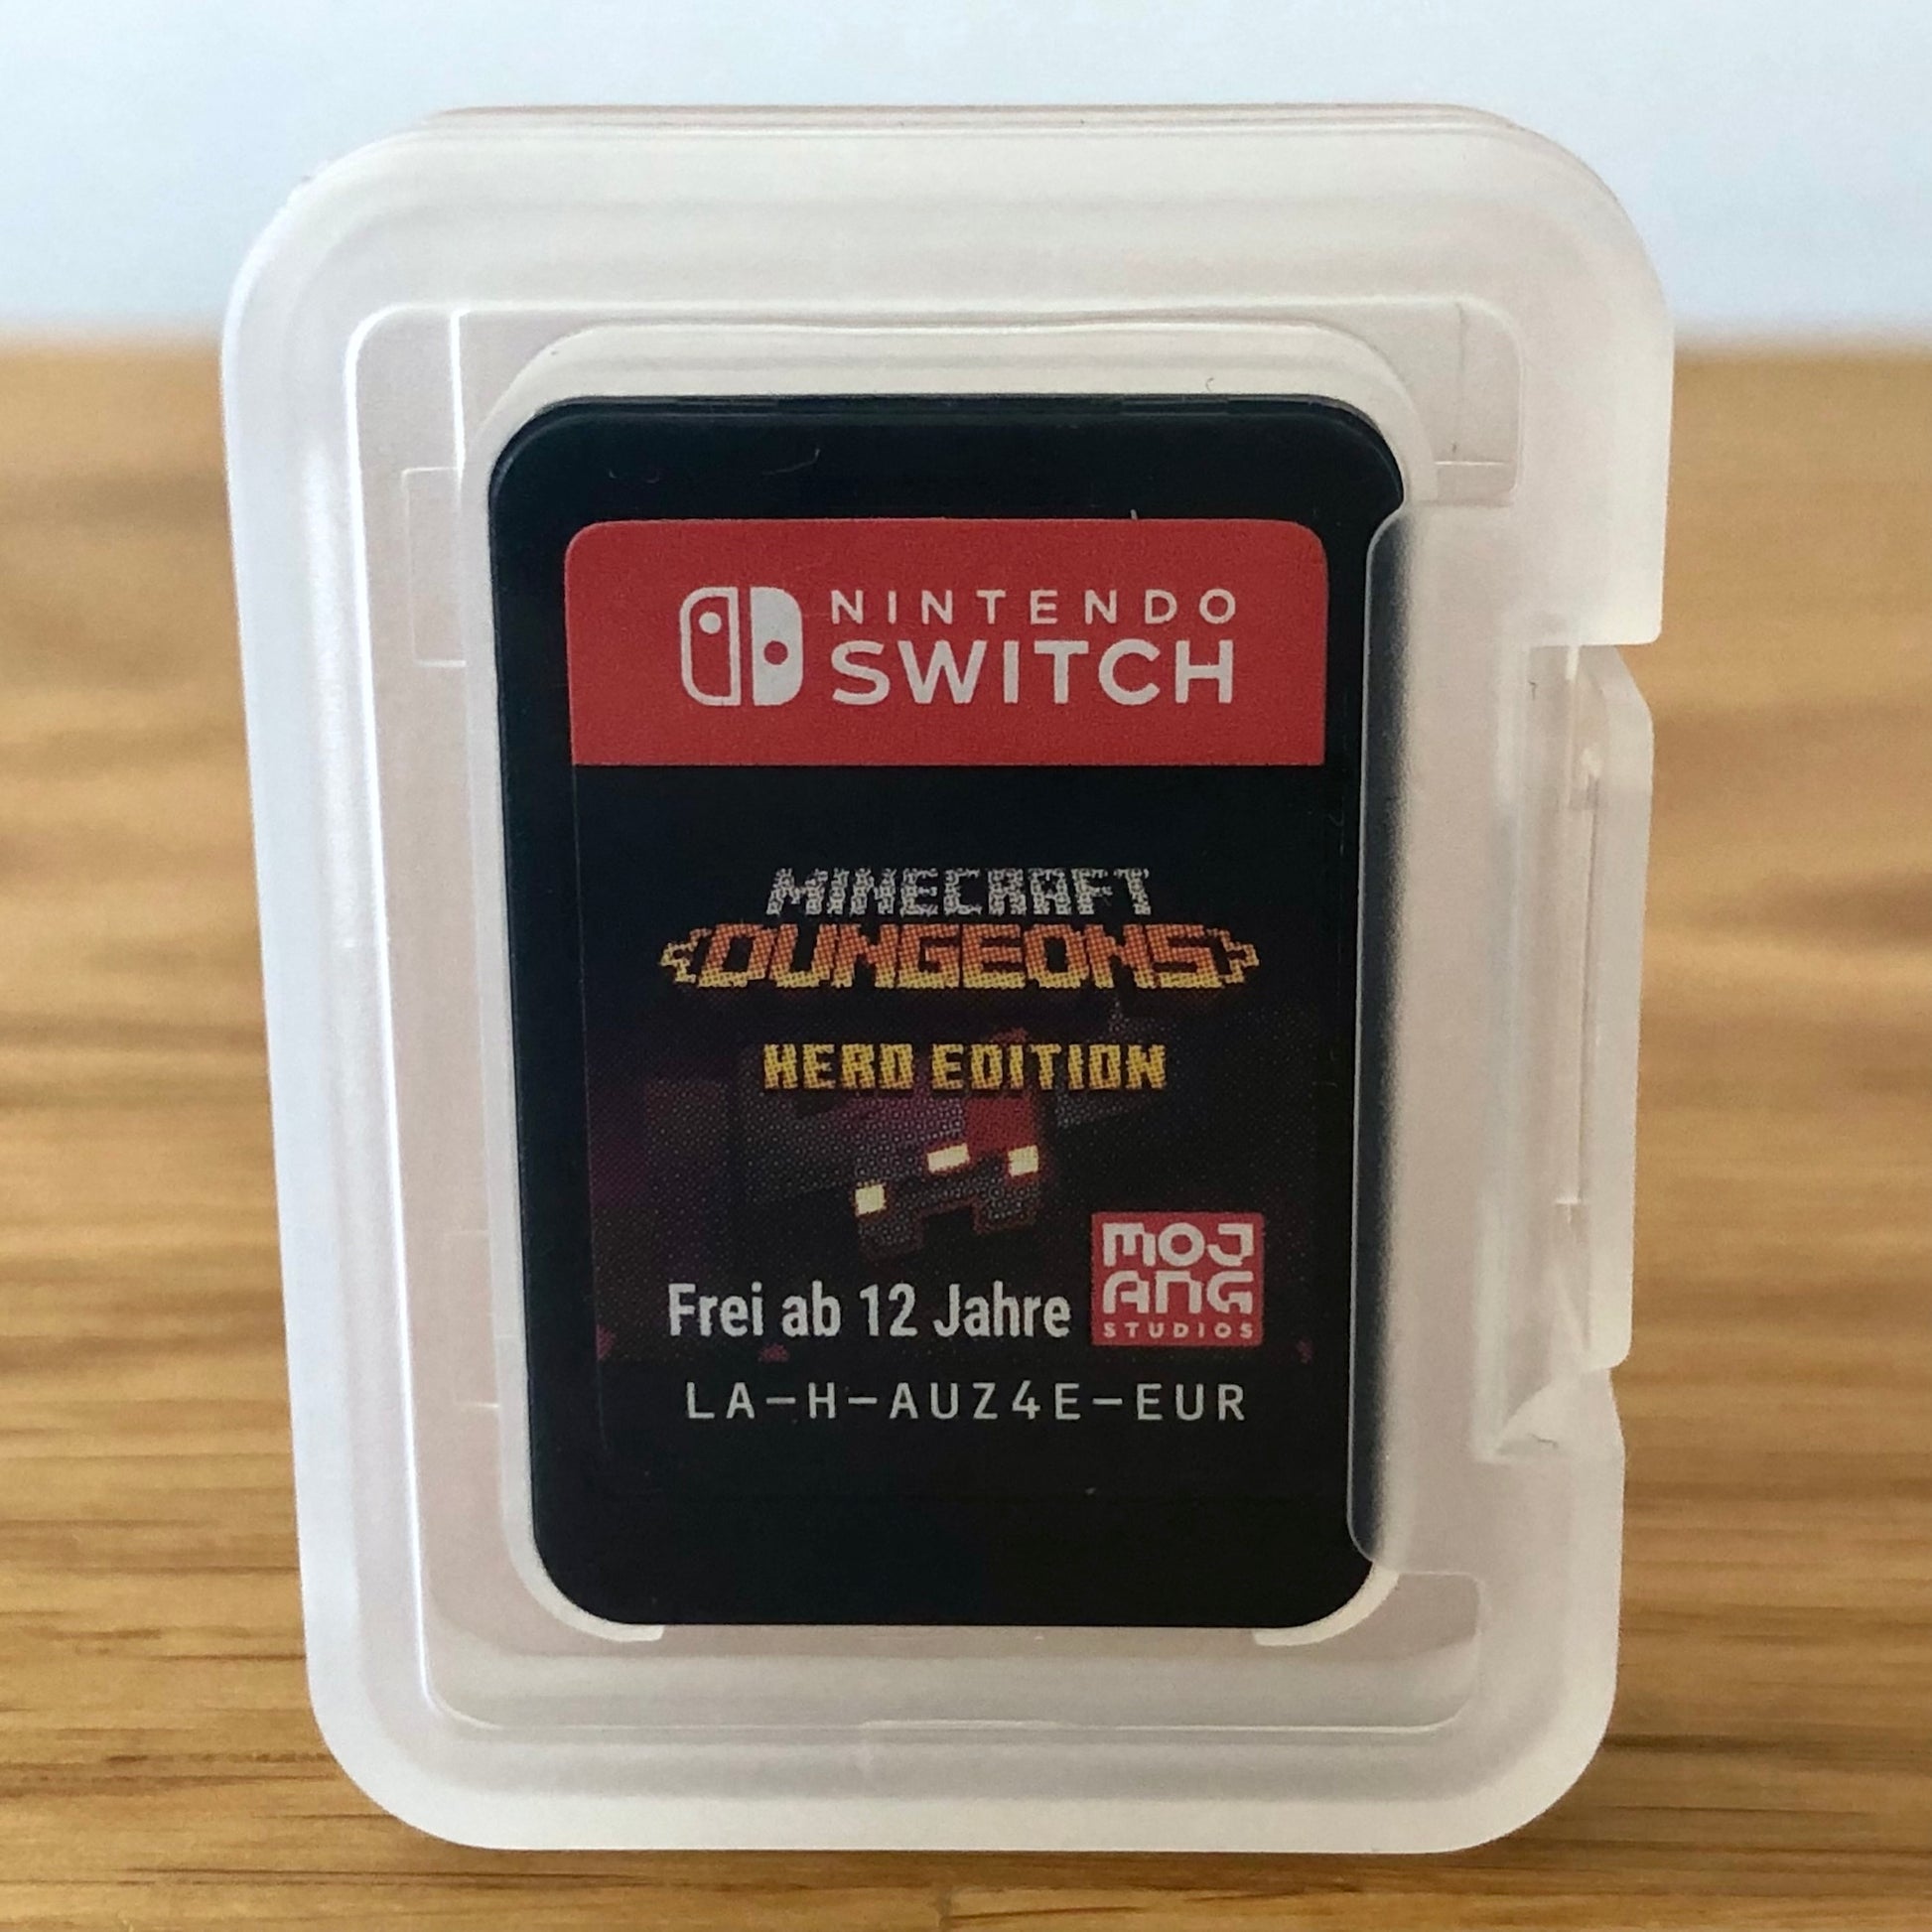 NINTENDO
SWITCH
MINECRAFT
DUNGEONS
HERO EDITION
MOJ
ANG
STUDIOS
Frei ab 12 Jahre
LA-H-AUZ4E-EUR